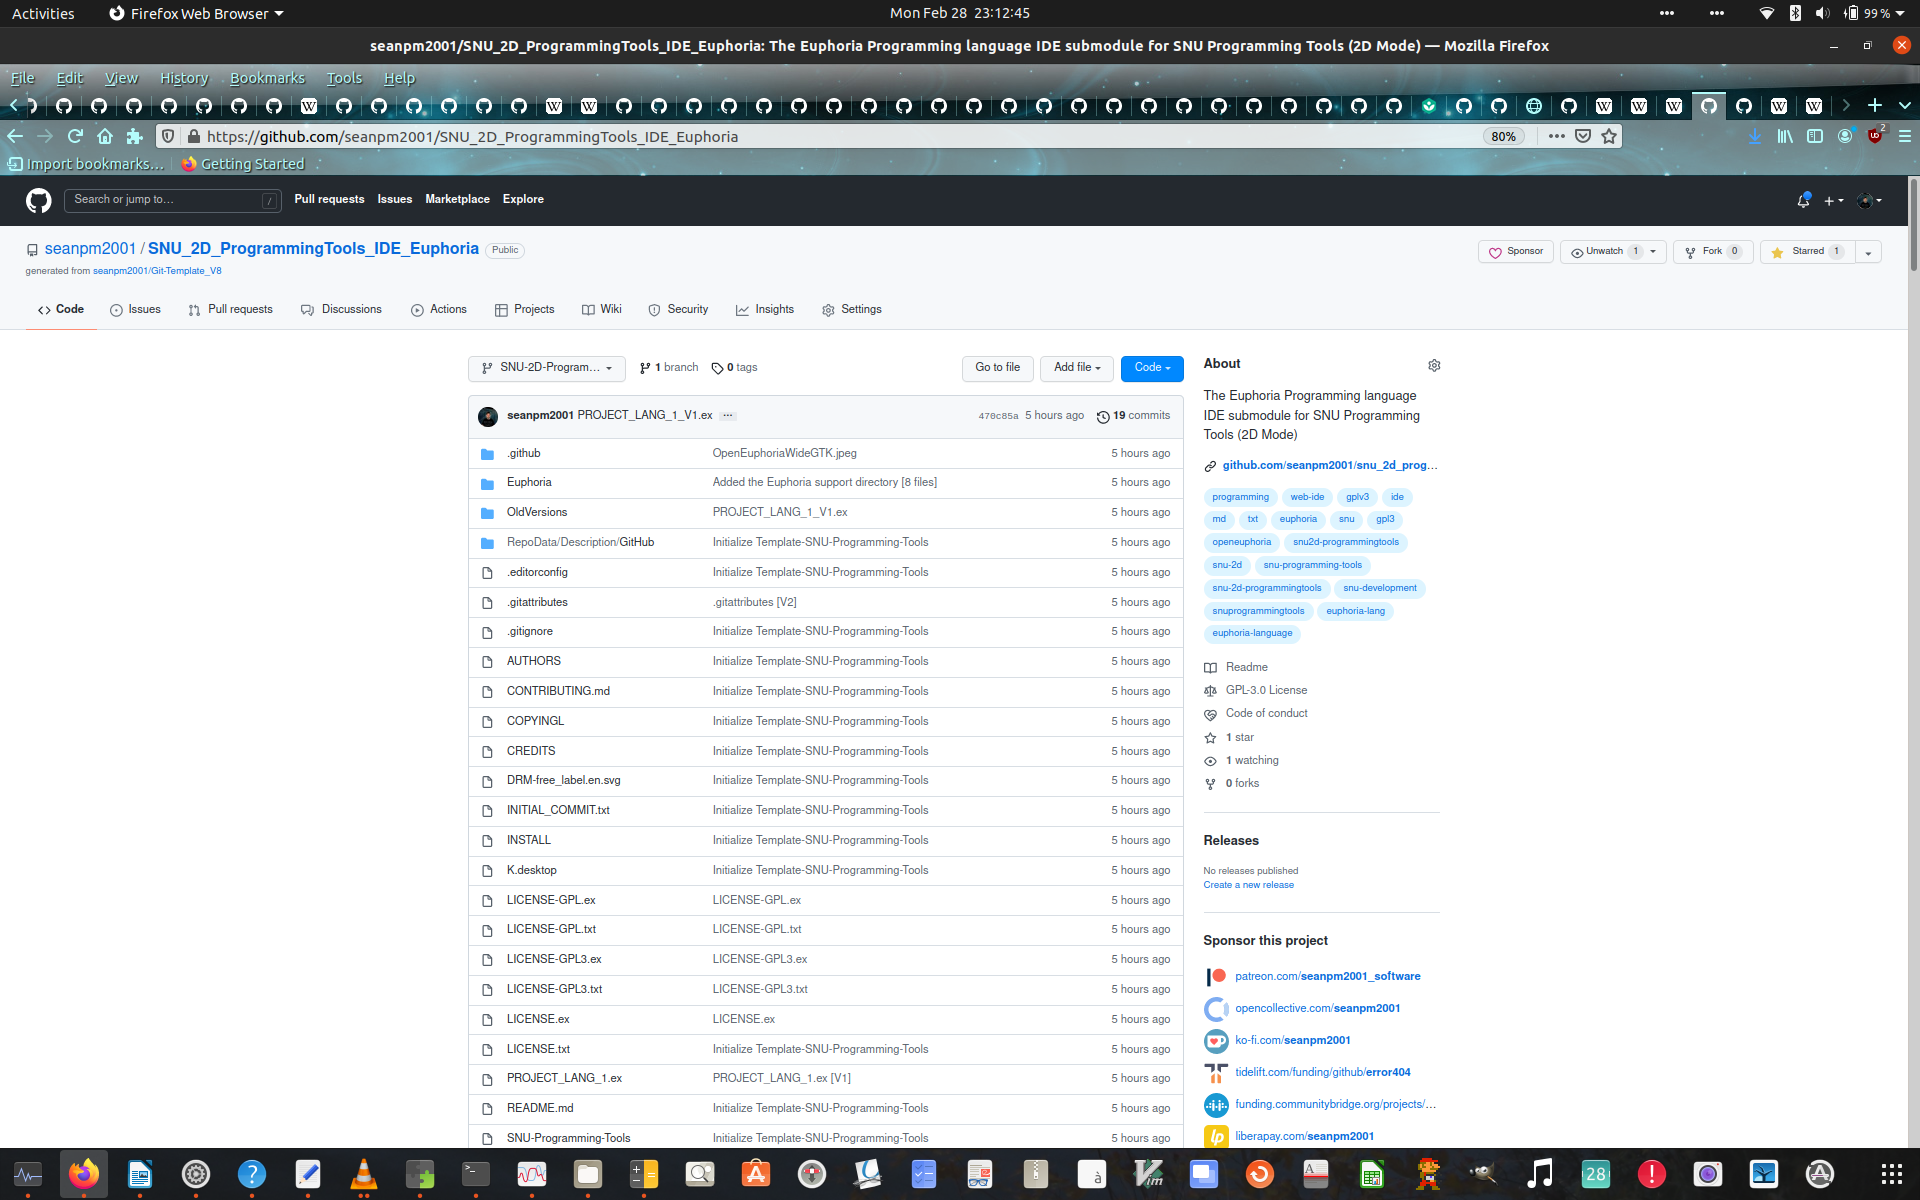 Activities
Firefox Web Browser
Mon Feb 28 23:12:45
99 %
seanpm2001/SNU_2D_ProgrammingTools_IDE_Euphoria: The Euphoria Programming language IDE submodule for SNU Programming Tools (2D Mode) — Mozilla Firefox
File Edit View History Bookmarks Tools Help
https://github.com/seanpm2001/SNU_2D_ProgrammingTools_IDE_Euphoria
80%
2
Import bookmarks...
Getting Started
Search or jump to...
/
Pull requests Issues Marketplace Explore
seanpm2001 / SNU_2D_ProgrammingTools_IDE_Euphoria
Public
generated from seanpm2001/Git-Template_V8
Sponsor
Unwatch 1
Fork 0
Starred 1
Code
Issues
Pull requests
Discussions
Actions
Projects
Wiki
Security
Insights
Settings
SNU-2D-Program...
1 branch
0 tags
Go to file
Add file
Code
seanpm2001 PROJECT_LANG_1_V1.ex ...
470c85a 5 hours ago
19 commits
.github OpenEuphoriaWideGTK.jpeg 5 hours ago
Euphoria Added the Euphoria support directory [8 files] 5 hours ago
OldVersions PROJECT_LANG_1_V1.ex 5 hours ago
RepoData/Description/GitHub Initialize Template-SNU-Programming-Tools 5 hours ago
.editorconfig Initialize Template-SNU-Programming-Tools 5 hours ago
.gitattributes .gitattributes [V2] 5 hours ago
.gitignore Initialize Template-SNU-Programming-Tools 5 hours ago
AUTHORS Initialize Template-SNU-Programming-Tools 5 hours ago
CONTRIBUTING.md Initialize Template-SNU-Programming-Tools 5 hours ago
COPYINGL Initialize Template-SNU-Programming-Tools 5 hours ago
CREDITS Initialize Template-SNU-Programming-Tools 5 hours ago
DRM-free_label.en.svg Initialize Template-SNU-Programming-Tools 5 hours ago
INITIAL_COMMIT.txt Initialize Template-SNU-Programming-Tools 5 hours ago
INSTALL Initialize Template-SNU-Programming-Tools 5 hours ago
K.desktop Initialize Template-SNU-Programming-Tools 5 hours ago
LICENSE-GPL.ex LICENSE-GPL.ex 5 hours ago
LICENSE-GPL.txt LICENSE-GPL.txt 5 hours ago
LICENSE-GPL3.ex LICENSE-GPL3.ex 5 hours ago
LICENSE-GPL3.txt LICENSE-GPL3.txt 5 hours ago
LICENSE.ex LICENSE.ex 5 hours ago
LICENSE.txt Initialize Template-SNU-Programming-Tools 5 hours ago
PROJECT_LANG_1.ex PROJECT_LANG_1.ex [V1] 5 hours ago
README.md Initialize Template-SNU-Programming-Tools 5 hours ago
SNU-Programming-Tools Initialize Template-SNU-Programming-Tools 5 hours ago
About
The Euphoria Programming language
IDE submodule for SNU Programming
Tools (2D Mode)
github.com/seanpm2001/snu_2d_prog...
programming web-ide gplv3 ide
md txt euphoria snu gpl3
openeuphoria snu2d-programmingtools
snu-2d snu-programming-tools
snu-2d-programmingtools snu-development
snuprogrammingtools euphoria-lang
euphoria-language
Readme
GPL-3.0 License
Code of conduct
1 star
1 watching
0 forks
Releases
No releases published
Create a new release
Sponsor this project
patreon.com/seanpm2001_software
opencollective.com/seanpm2001
ko-fi.com/seanpm2001
tidelift.com/funding/github/error404
funding.communitybridge.org/projects/...
liberapay.com/seanpm2001
28